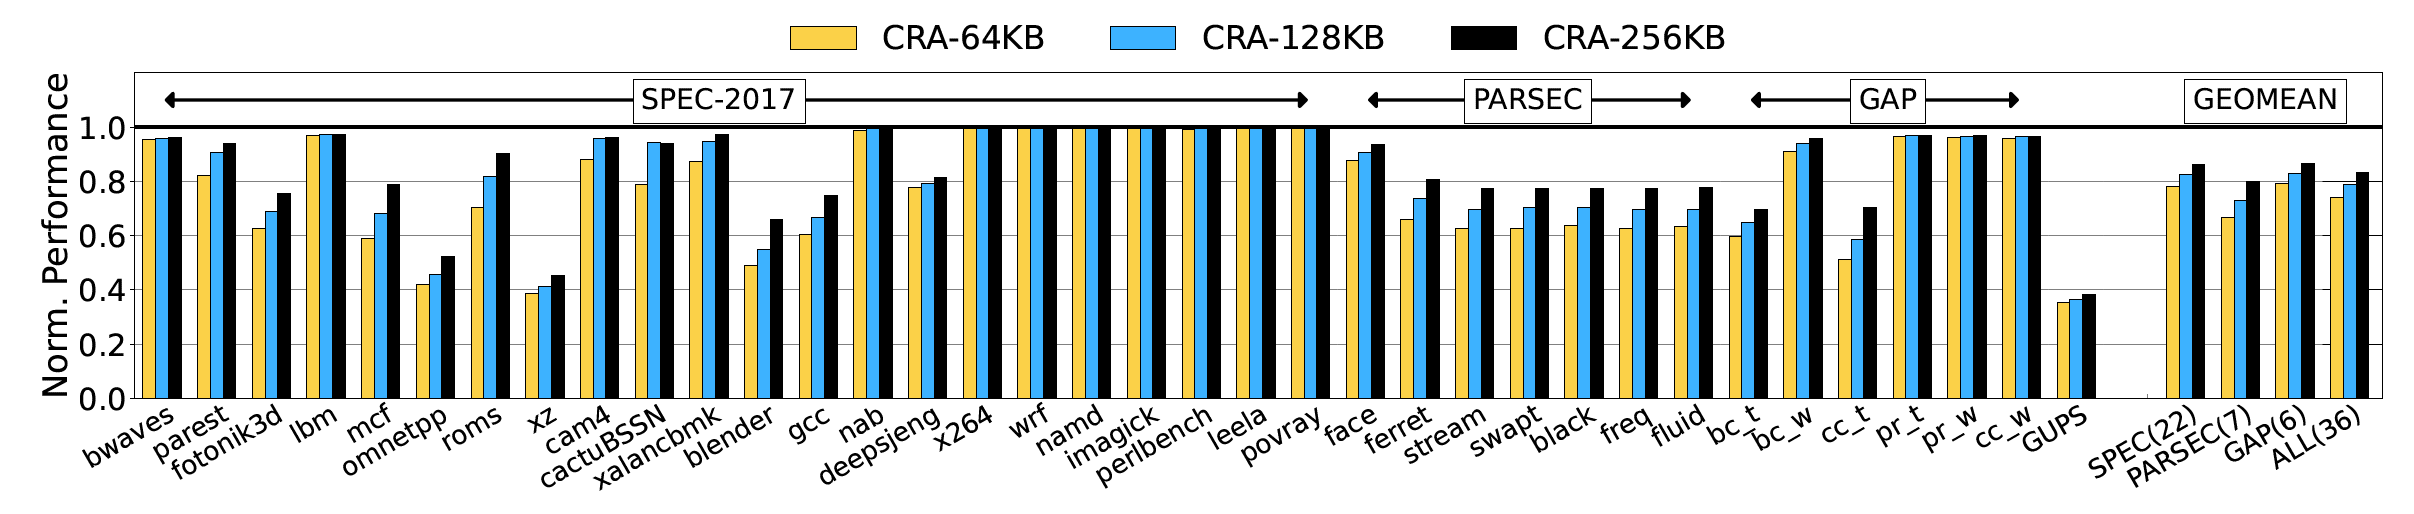 CRA-64KB CRA-128KB CRA-256KB
Norm. Performance
SPEC-2017 PARSEC GAP GEOMEAN
1.0
0.8
0.6
0.4
0.2
0.0
bwaves
parest
fotonik3d
lbm
mcf
omnetpp
roms
xz
cam4
cactuBSSN
xalancbmk
blender
gcc
nab
deepsjeng
x264
wrf
namd
imagick
perlbench
leela
povray
face
ferret
stream
swapt
black
freq
fluid
bc_t
bc_w
cc_t
pr_t
pr_w
cc_w
GUPS
SPEC(22)
PARSEC(7)
GAP(6)
ALL(36)